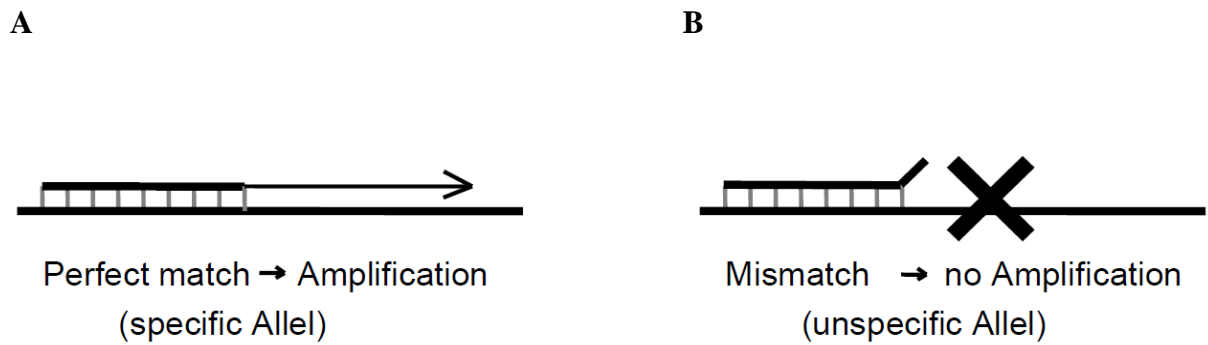 A
B
Perfect match → Amplification
(specific Allel)
Mismatch → no Amplification
(unspecific Allel)